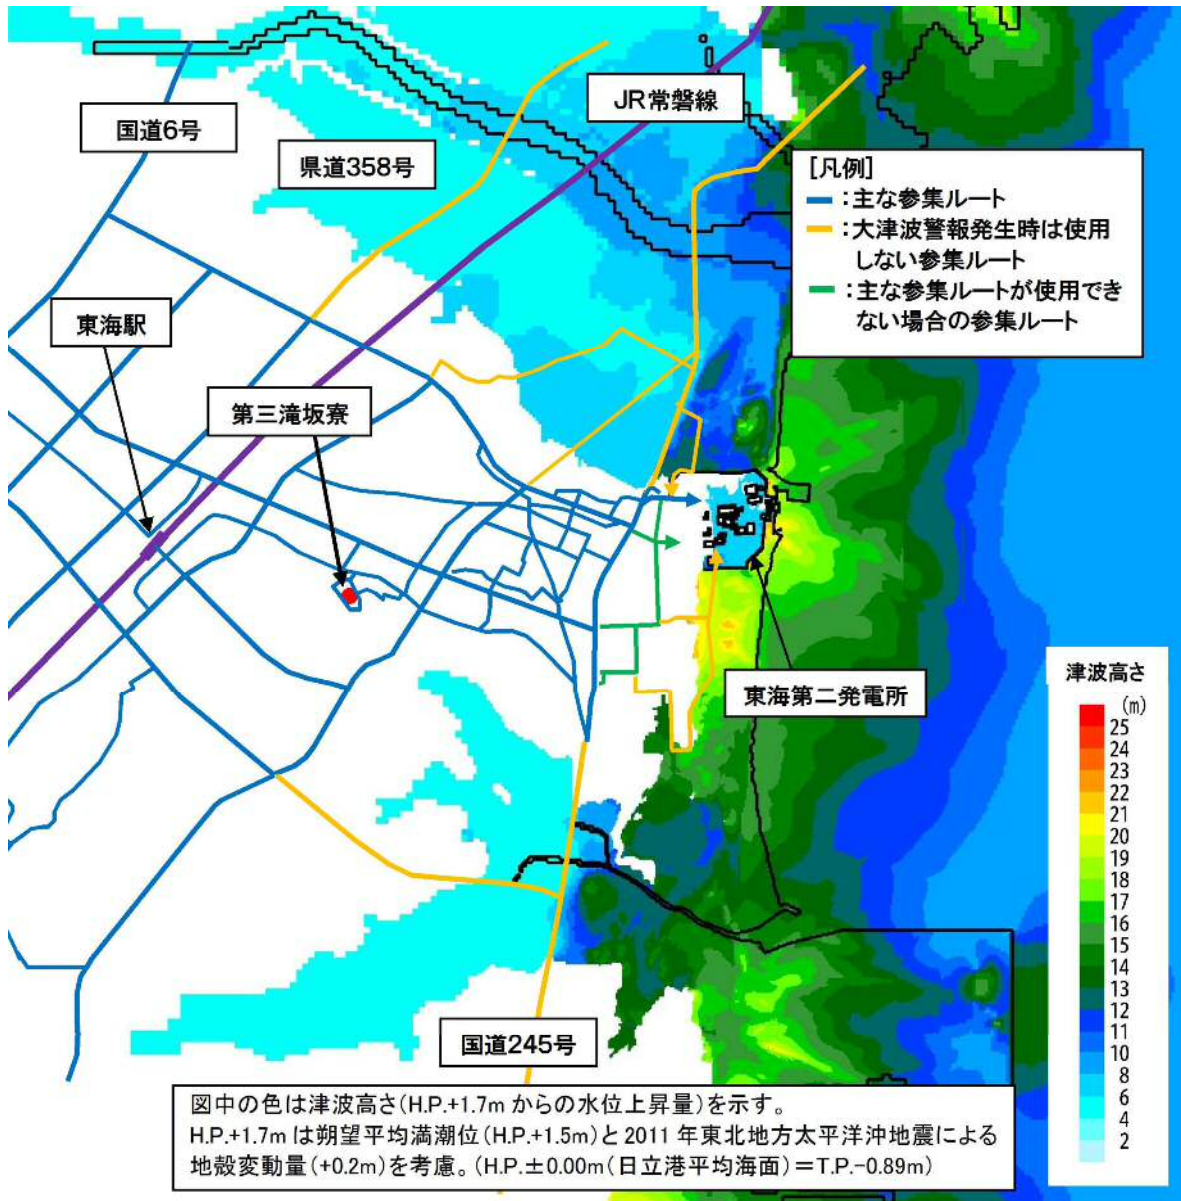 国道6号
県道358号
JR常磐線
[凡例]
:主な参集ルート
:大津波警報発生時は使用
しない参集ルート
:主な参集ルートが使用でき
ない場合の参集ルート
東海駅
第三滝坂寮
東海第二発電所
国道245号
津波高さ
(m)
25
24
23
22
21
20
19
18
17
16
15
14
13
12
11
10
8
6
4
2
図中の色は津波高さ(H.P.+1.7m からの水位上昇量)を示す。
H.P.+1.7m は朔望平均満潮位(H.P.+1.5m)と 2011 年東北地方太平洋沖地震による
地殻変動量(+0.2m)を考慮。(H.P.±0.00m(日立港平均海面)=T.P.-0.89m)